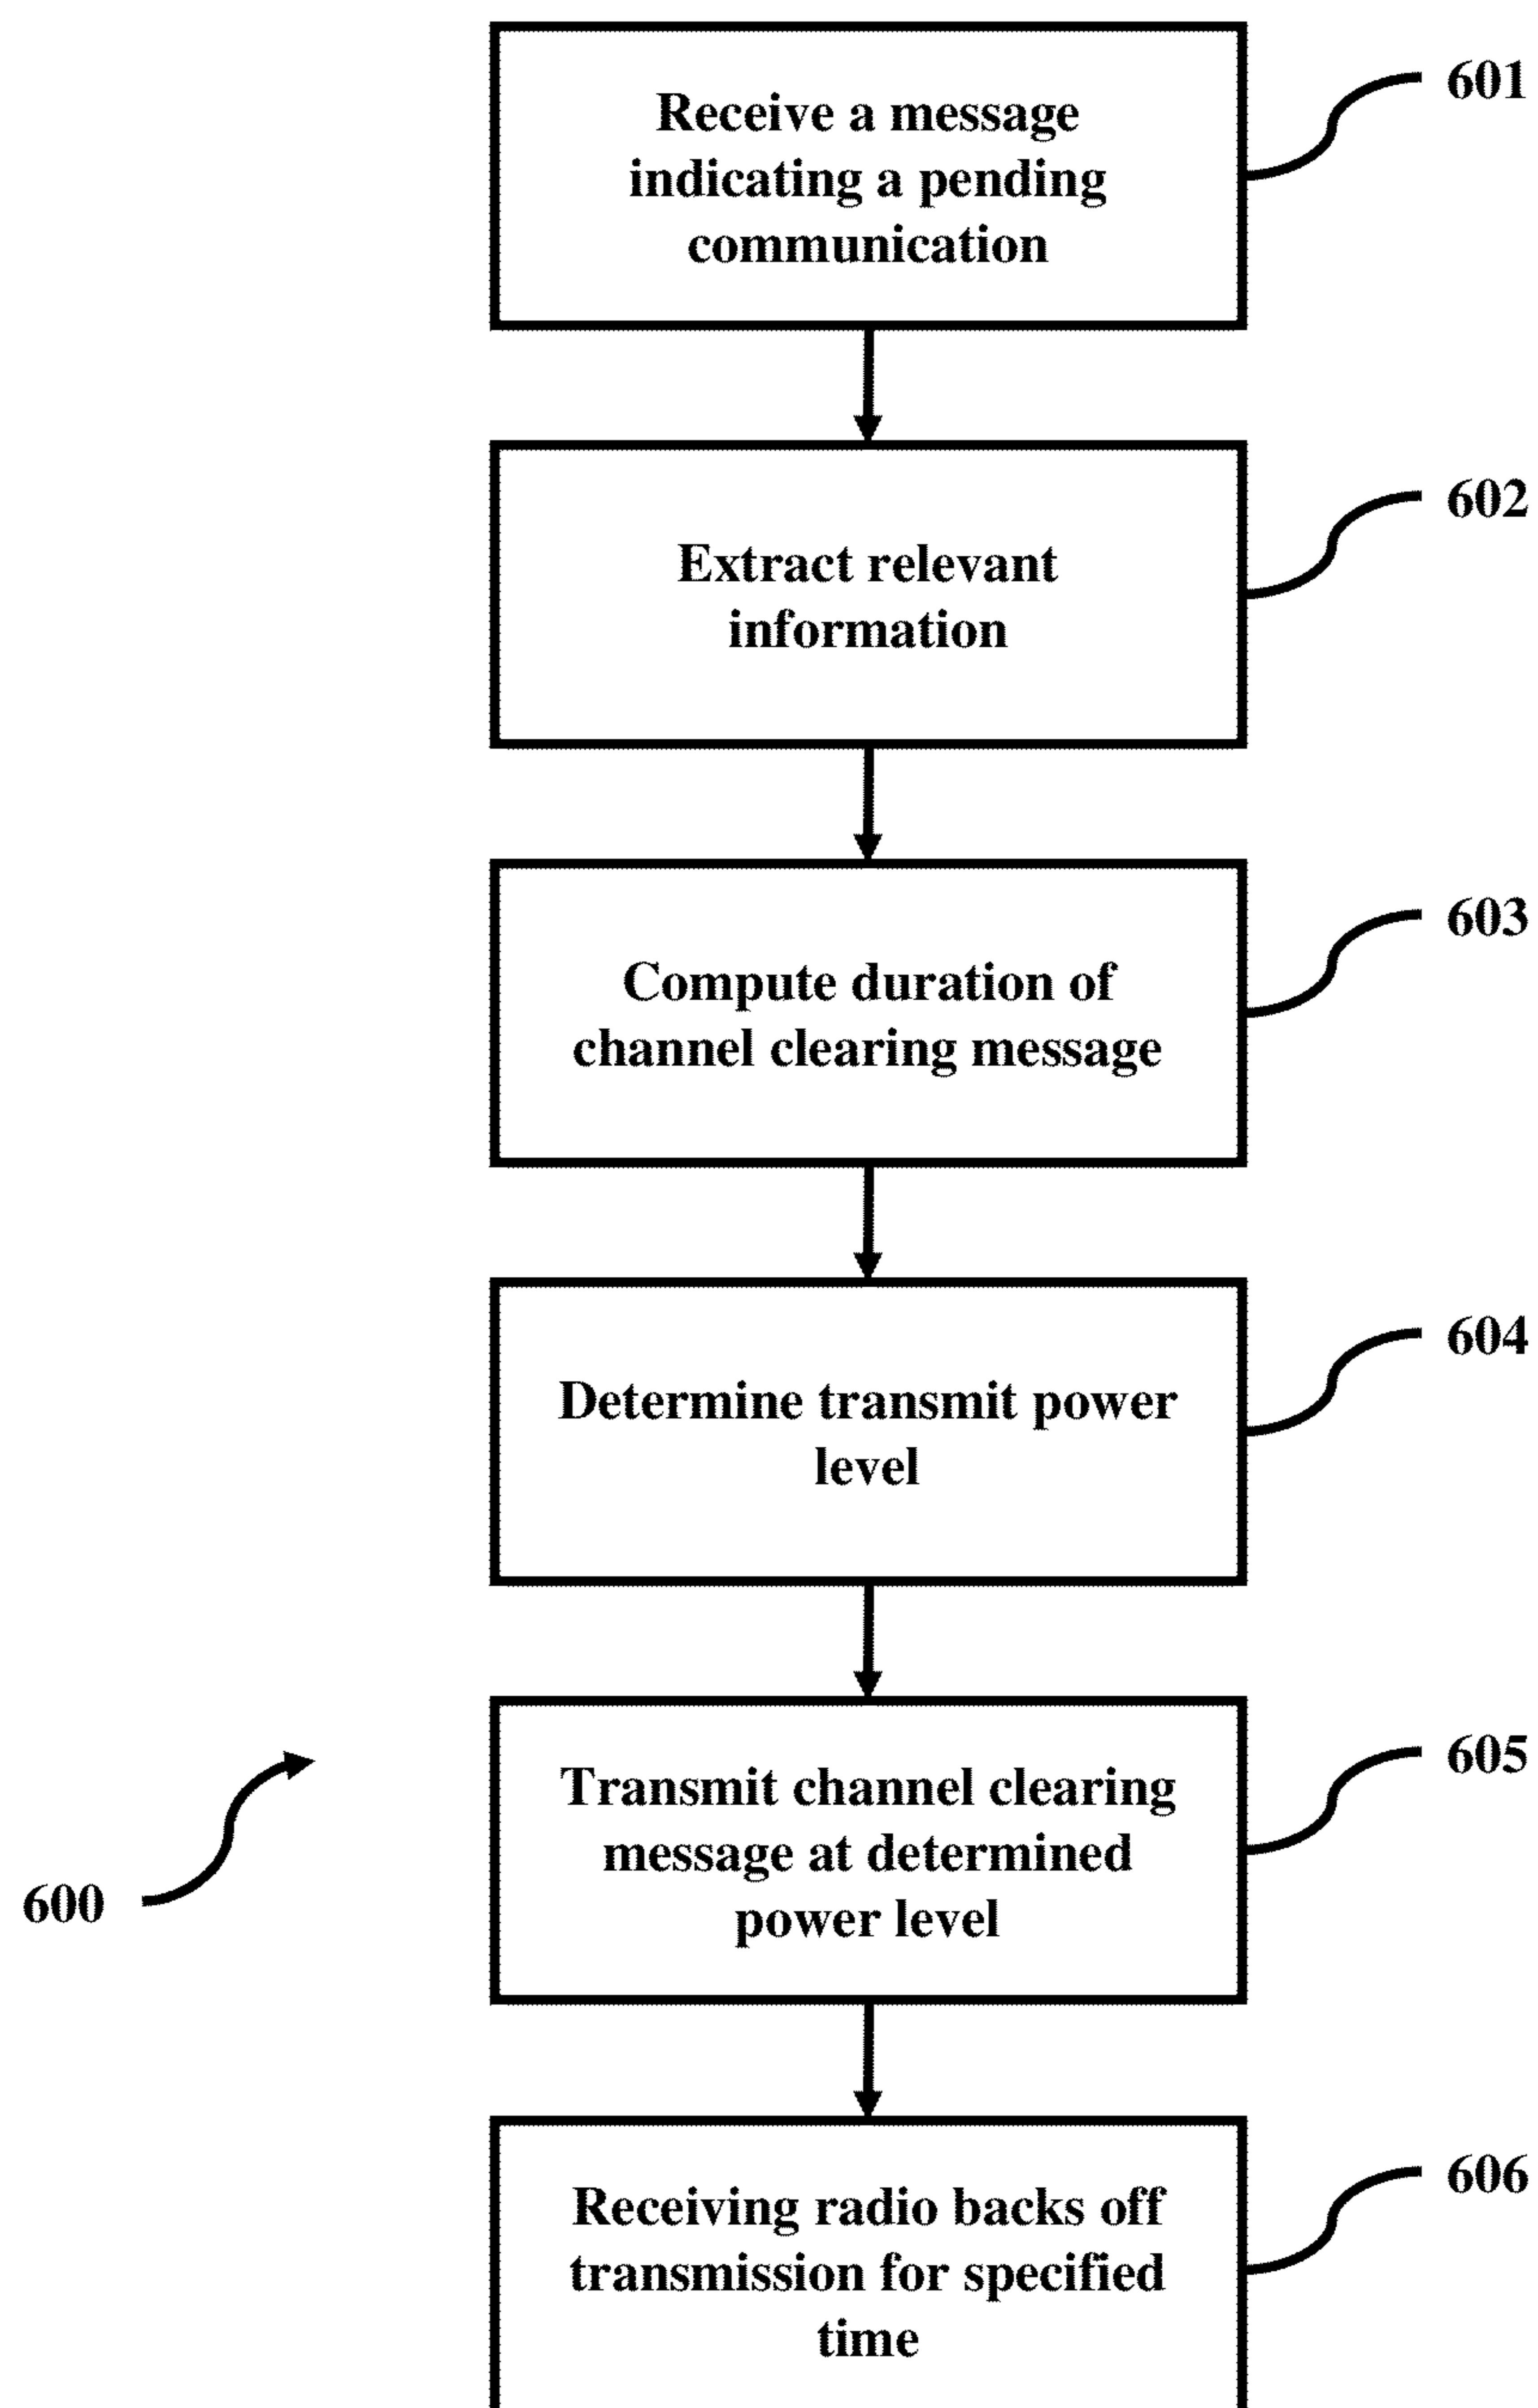 Receive a message
indicating a pending
communication
601
Extract relevant
information
602
Compute duration of
channel clearing message
603
Determine transmit power
level
604
Transmit channel clearing
message at determined
power level
605
600
Receiving radio backs off
transmission for specified
time
606